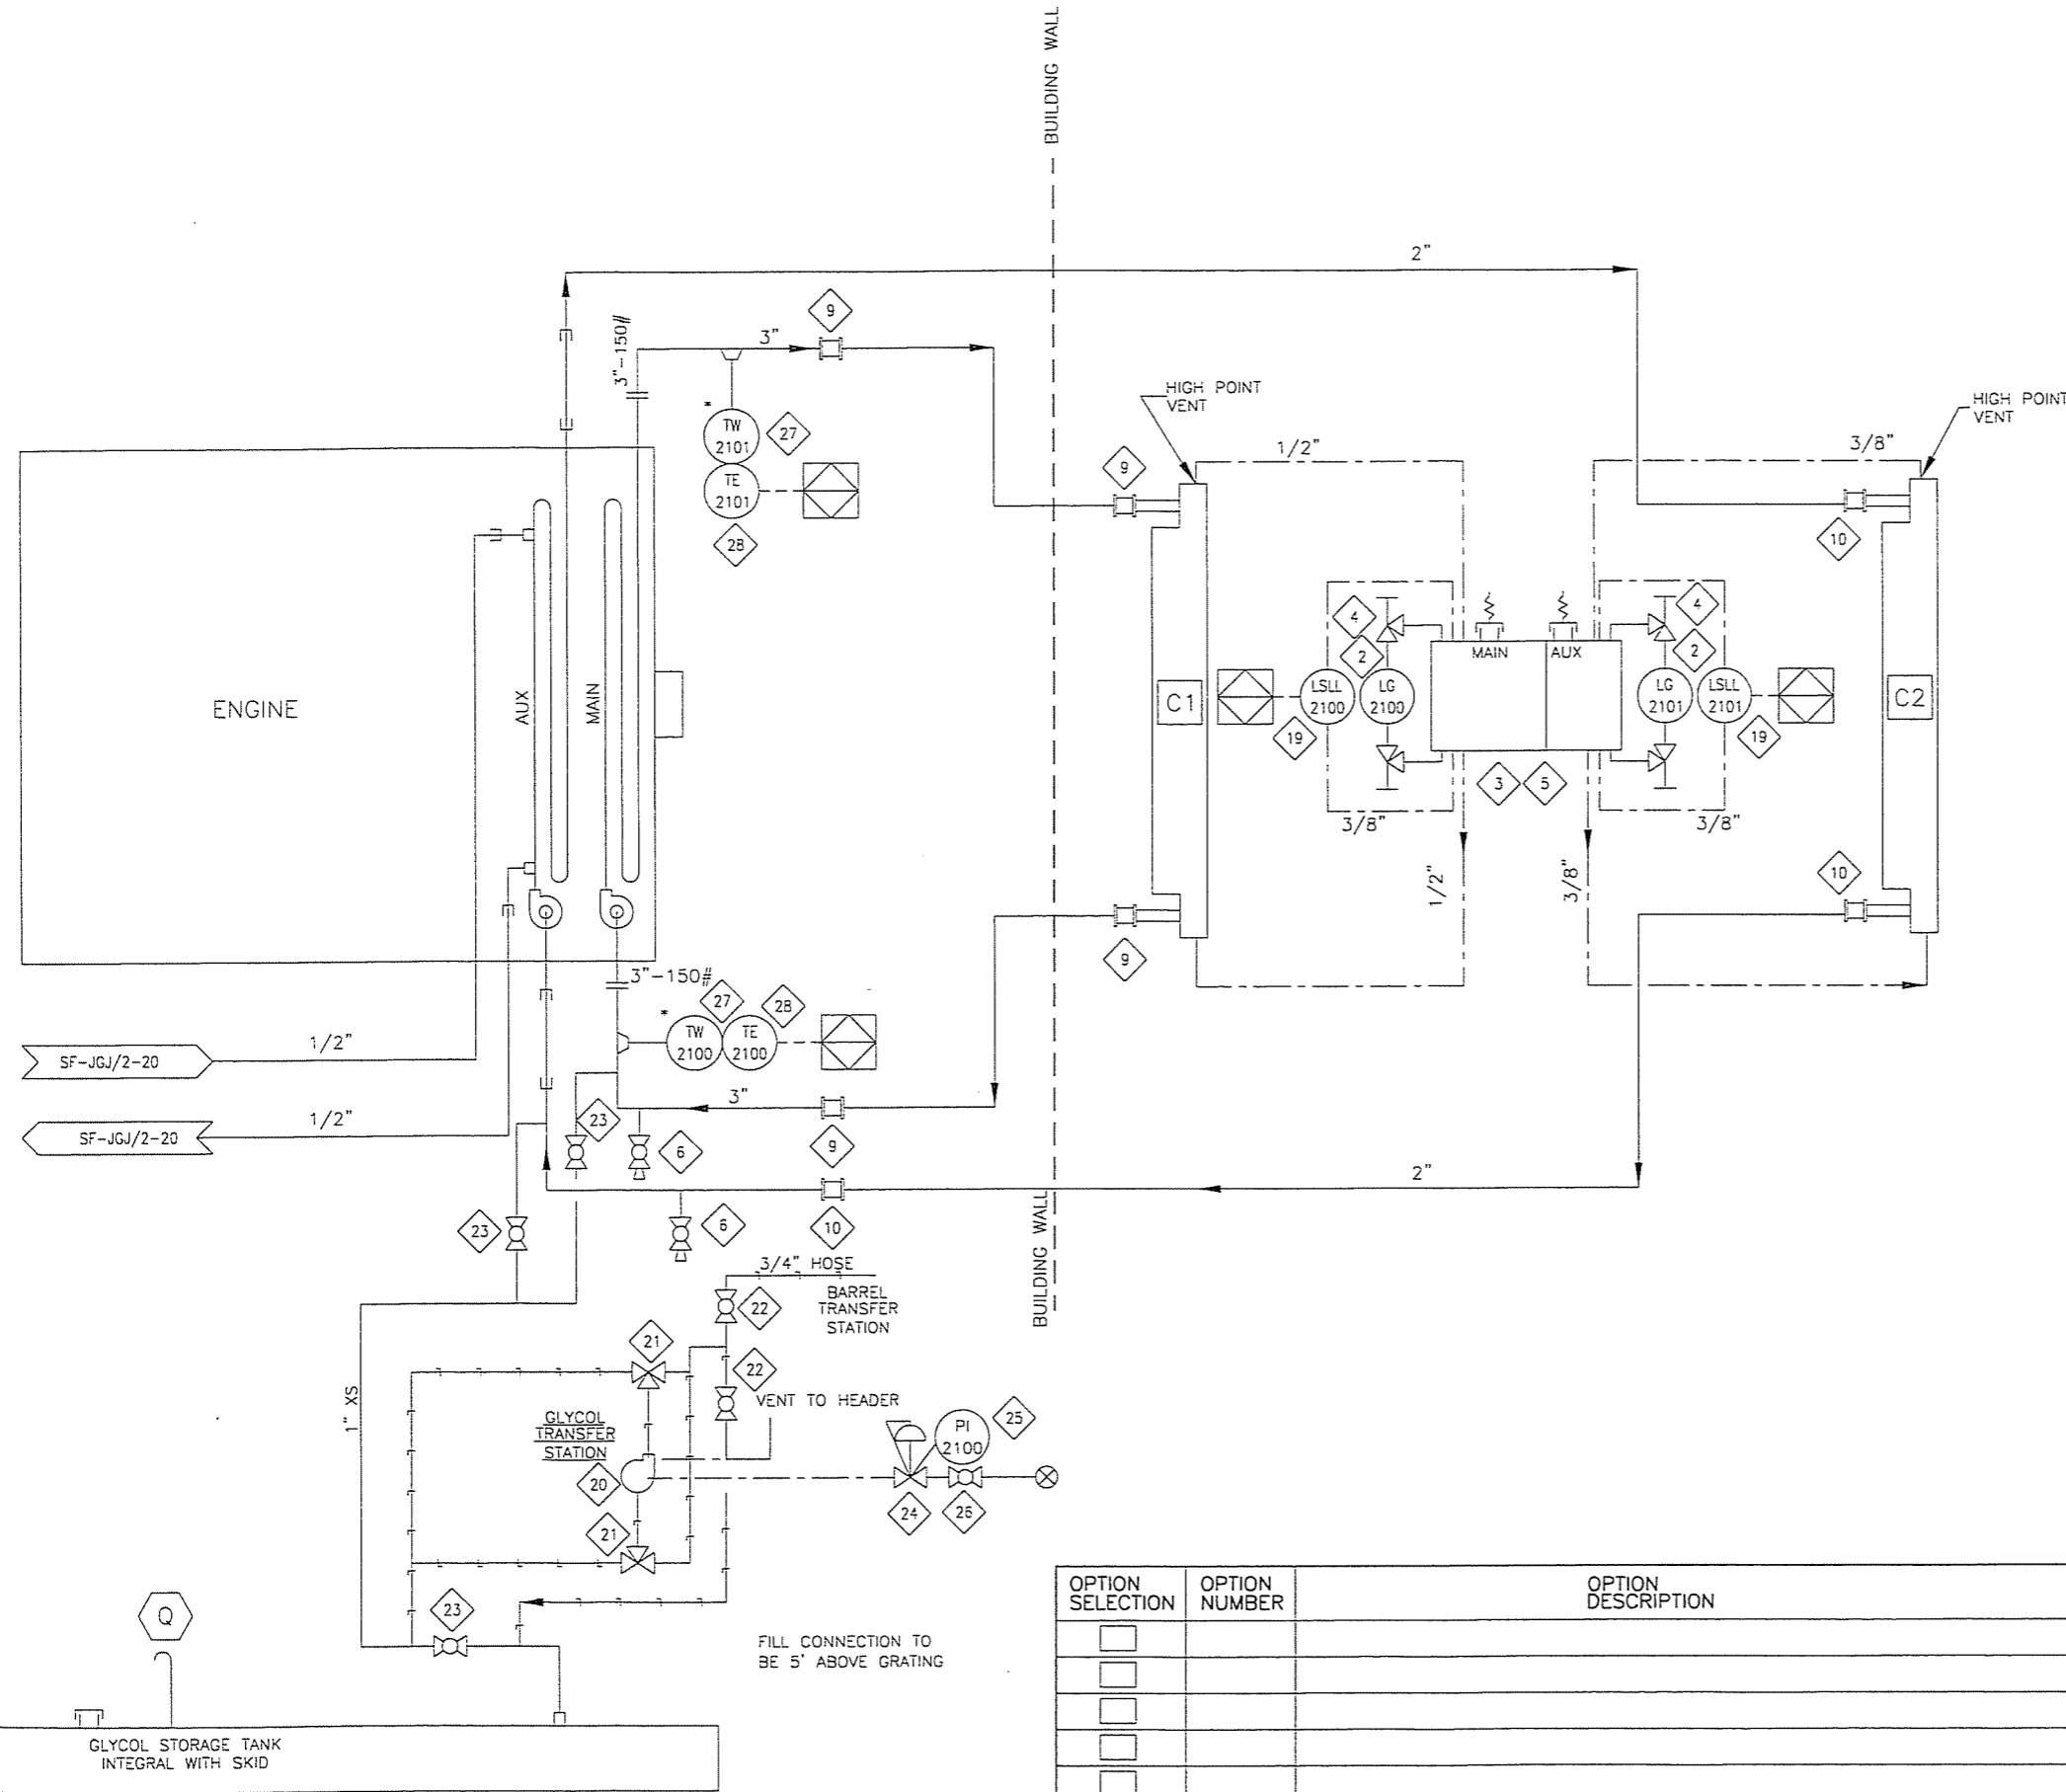 BUILDING WALL
2"
9
3"-150#
3"
HIGH POINT
VENT
HIGH POINT
VENT
*
TW
2101
27
TE
2101
28
9
1/2"
3/8"
10
ENGINE
AUX
MAIN
4
2
MAIN
AUX
4
2
C1
LSLL
2100
LG
2100
LG
2101
LSLL
2101
C2
19
19
3
5
3/8"
3/8"
1/2"
3/8"
10
9
3"-150#
*
27
28
TW
2100
TE
2100
SF-JGJ/2-20
1/2"
3"
SF-JGJ/2-20
1/2"
23
6
9
2"
23
6
10
BUILDING WALL
3/4" HOSE
BARREL
TRANSFER
STATION
22
21
22
VENT TO HEADER
1" XS
GLYCOL
TRANSFER
STATION
20
PI
2100
25
24
26
21
23
Q
FILL CONNECTION TO
BE 5' ABOVE GRATING
GLYCOL STORAGE TANK
INTEGRAL WITH SKID
OPTION
SELECTION
OPTION
NUMBER
OPTION
DESCRIPTION